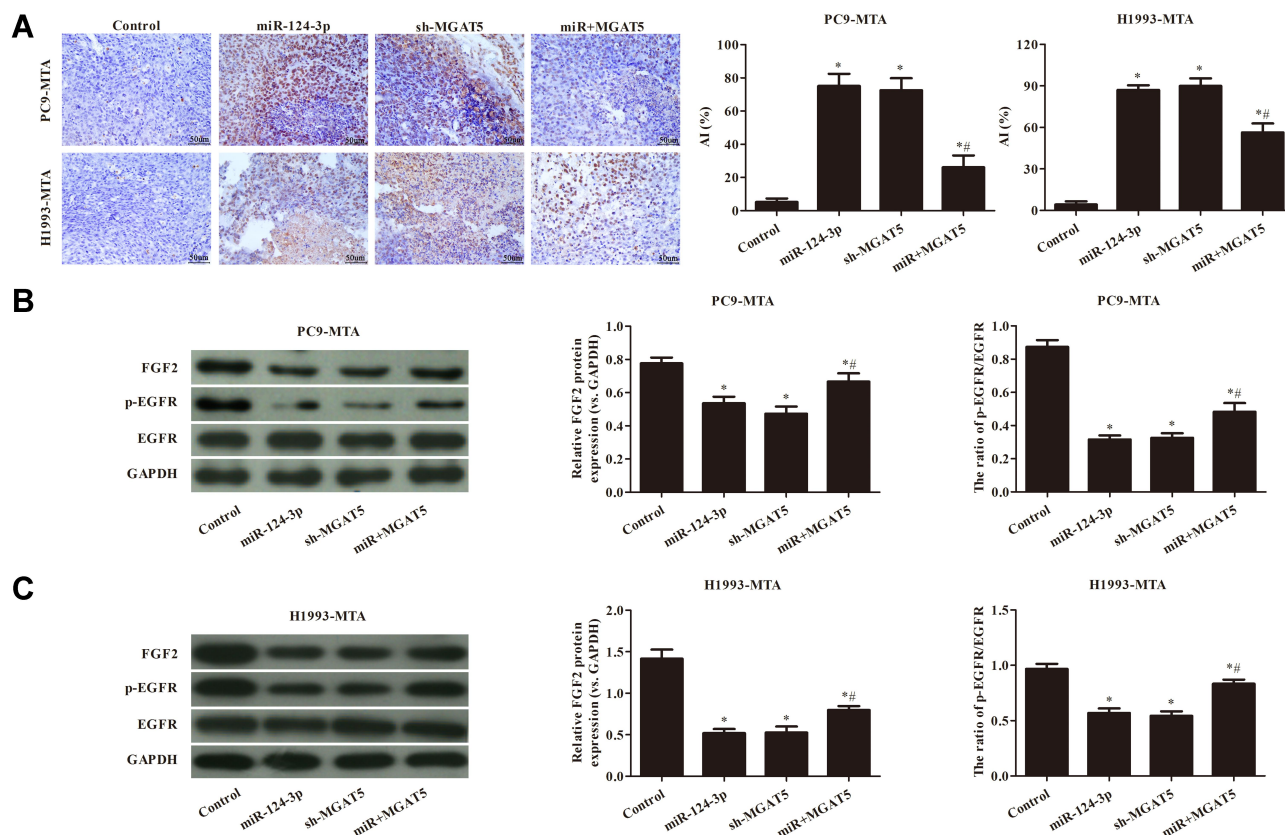 A
Control
miR-124-3p
sh-MGAT5
miR+MGAT5
PC9-MTA
50um
50um
50um
50um
H1993-MTA
50um
50um
50um
50um
PC9-MTA
AI (%)
100
80
60
40
20
0
*
*
*#
Control
miR-124-3p
sh-MGAT5
miR+MGAT5
H1993-MTA
AI (%)
120
90
60
30
0
*
*
*#
Control
miR-124-3p
sh-MGAT5
miR+MGAT5
B
PC9-MTA
FGF2
p-EGFR
EGFR
GAPDH
Control
miR-124-3p
sh-MGAT5
miR+MGAT5
PC9-MTA
Relative FGF2 protein
expression (vs. GAPDH)
1.0
0.8
0.6
0.4
0.2
0.0
*
*
*#
Control
miR-124-3p
sh-MGAT5
miR+MGAT5
PC9-MTA
The ratio of p-EGFR/EGFR
1.0
0.8
0.6
0.4
0.2
0.0
*
*
*#
Control
miR-124-3p
sh-MGAT5
miR+MGAT5
C
H1993-MTA
FGF2
p-EGFR
EGFR
GAPDH
Control
miR-124-3p
sh-MGAT5
miR+MGAT5
H1993-MTA
Relative FGF2 protein
expression (vs. GAPDH)
2.0
1.5
1.0
0.5
0.0
*
*
*#
Control
miR-124-3p
sh-MGAT5
miR+MGAT5
H1993-MTA
The ratio of p-EGFR/EGFR
1.5
1.0
0.5
0.0
*
*
*#
Control
miR-124-3p
sh-MGAT5
miR+MGAT5